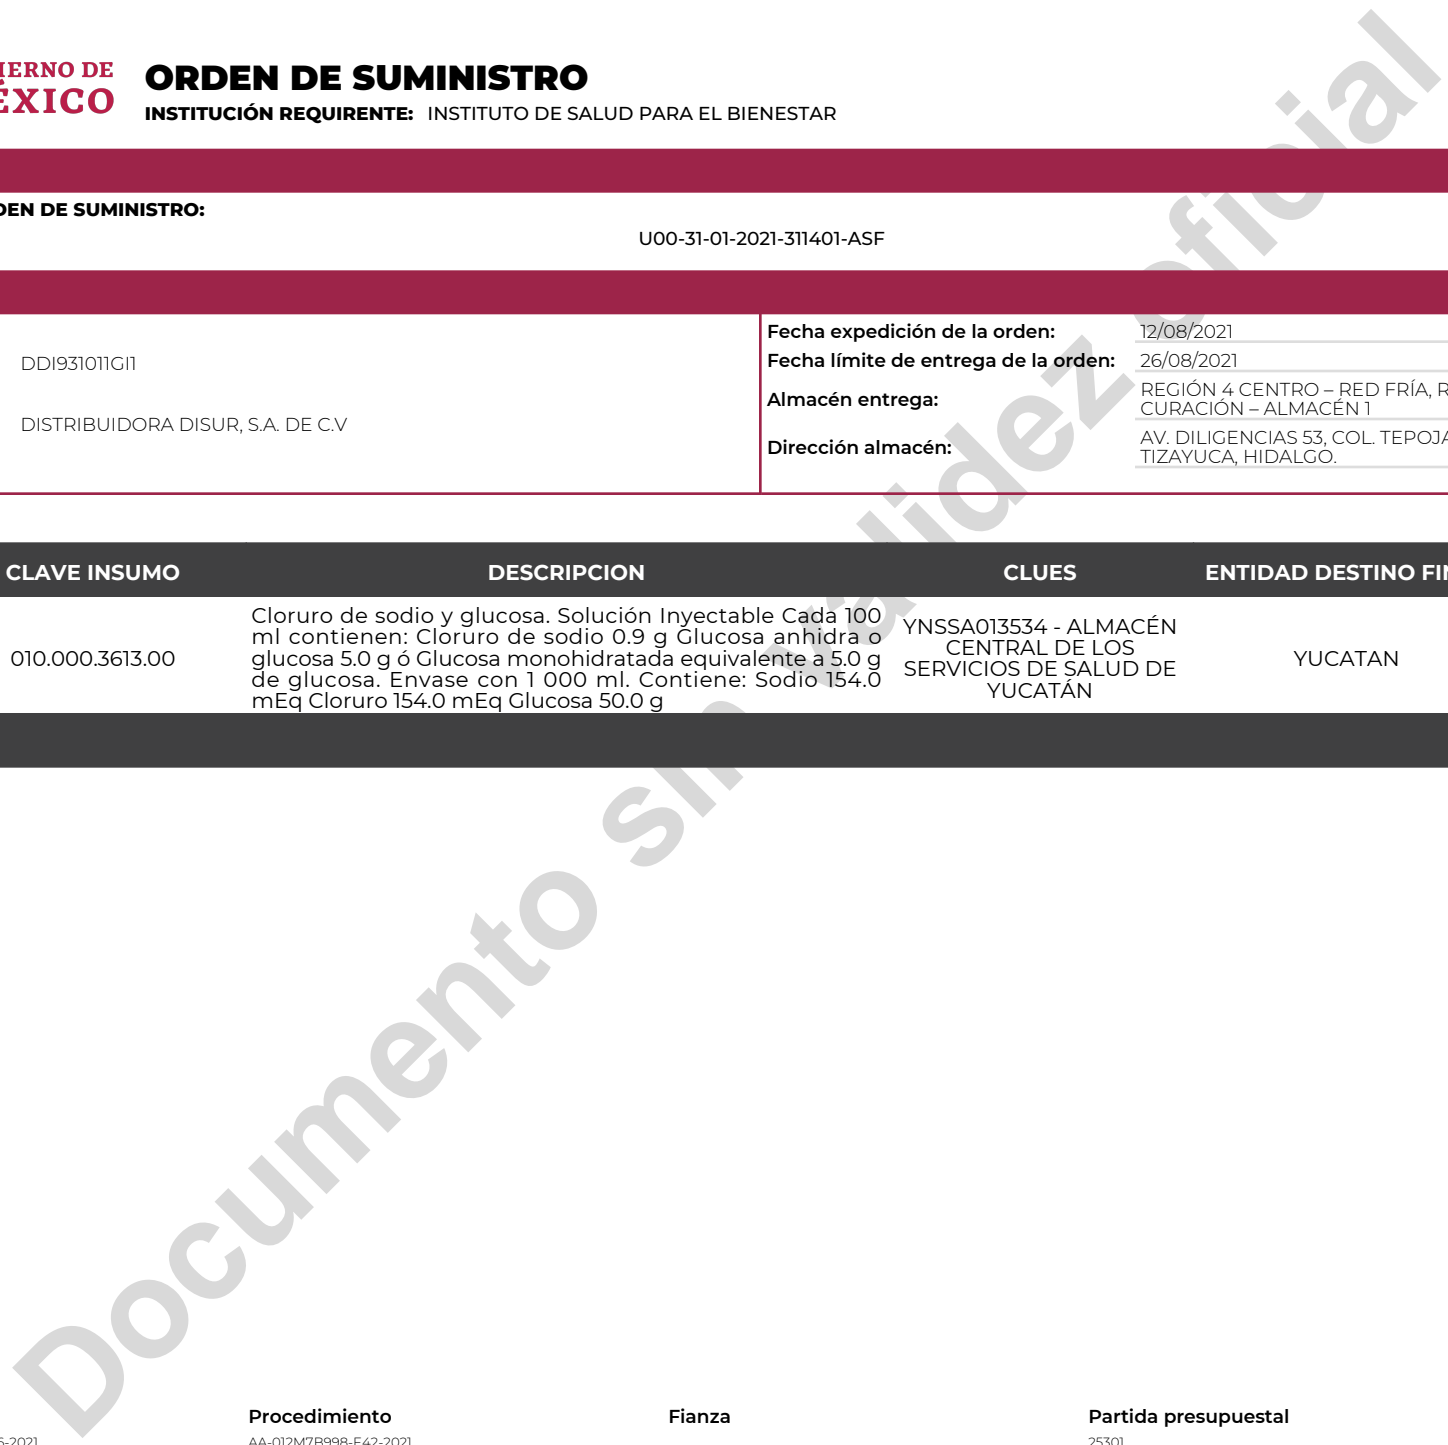 ORDEN DE SUMINISTRO
INSTITUCIÓN REQUIRENTE: INSTITUTO DE SALUD PARA EL BIENESTAR
DE SUMINISTRO:
U00-31-01-2021-311401-ASF
DDI931011GI1
DISTRIBUIDORA DISUR, S.A. DE C.V
Fecha expedición de la orden: 12/08/2021
Fecha límite de entrega de la orden: 26/08/2021
Almacén entrega: REGIÓN 4 CENTRO – RED FRÍA,
CURACIÓN – ALMACÉN 1
Dirección almacén: AV. DILIGENCIAS 53, COL.
TIZAYUCA, HIDALGO.
CLAVE INSUMO DESCRIPCION CLUES ENTIDAD DESTINO
010.000.3613.00
Cloruro de sodio y glucosa. Solución Inyectable Cada 100
ml contienen: Cloruro de sodio 0.9 g Glucosa anhidra o
glucosa 5.0 g ó Glucosa monohidratada equivalente a 5.0 g
de glucosa. Envase con 1 000 ml. Contiene: Sodio 154.0
mEq Cloruro 154.0 mEq Glucosa 50.0 g
YNSSA013534 - ALMACÉN
CENTRAL DE LOS
SERVICIOS DE SALUD DE
YUCATÁN
YUCATAN
Documento sin validez oficial
Procedimiento Fianza Partida presupuestal
AA-012M7B998-E42-2021 25301